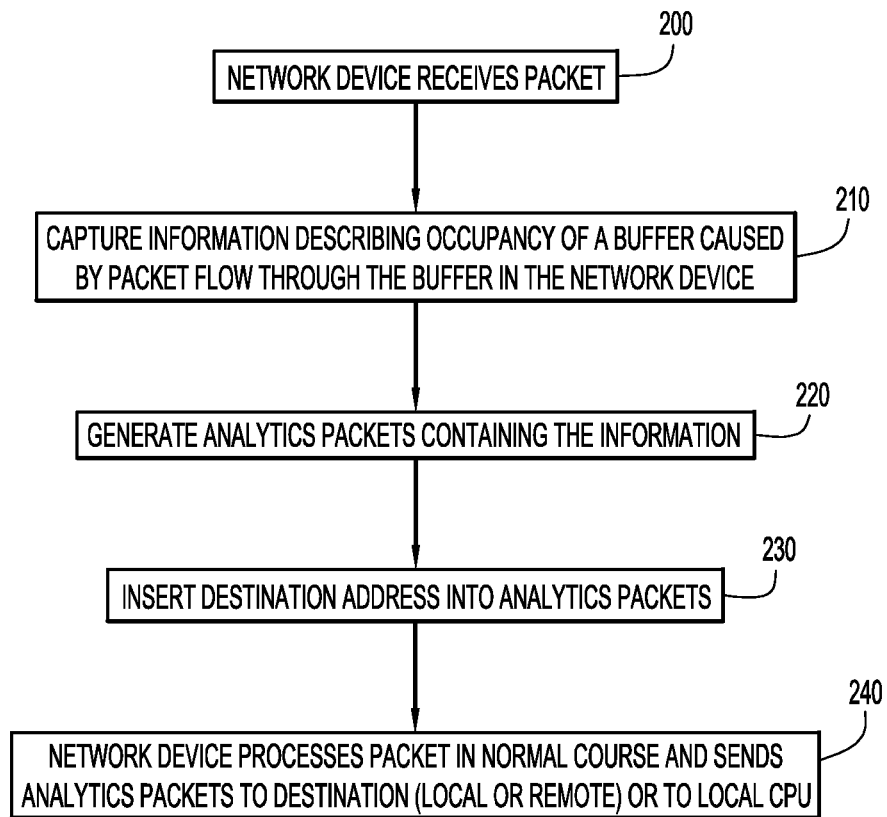 200
NETWORK DEVICE RECEIVES PACKET
210
CAPTURE INFORMATION DESCRIBING OCCUPANCY OF A BUFFER CAUSED
BY PACKET FLOW THROUGH THE BUFFER IN THE NETWORK DEVICE
220
GENERATE ANALYTICS PACKETS CONTAINING THE INFORMATION
230
INSERT DESTINATION ADDRESS INTO ANALYTICS PACKETS
240
NETWORK DEVICE PROCESSES PACKET IN NORMAL COURSE AND SENDS
ANALYTICS PACKETS TO DESTINATION (LOCAL OR REMOTE) OR TO LOCAL CPU